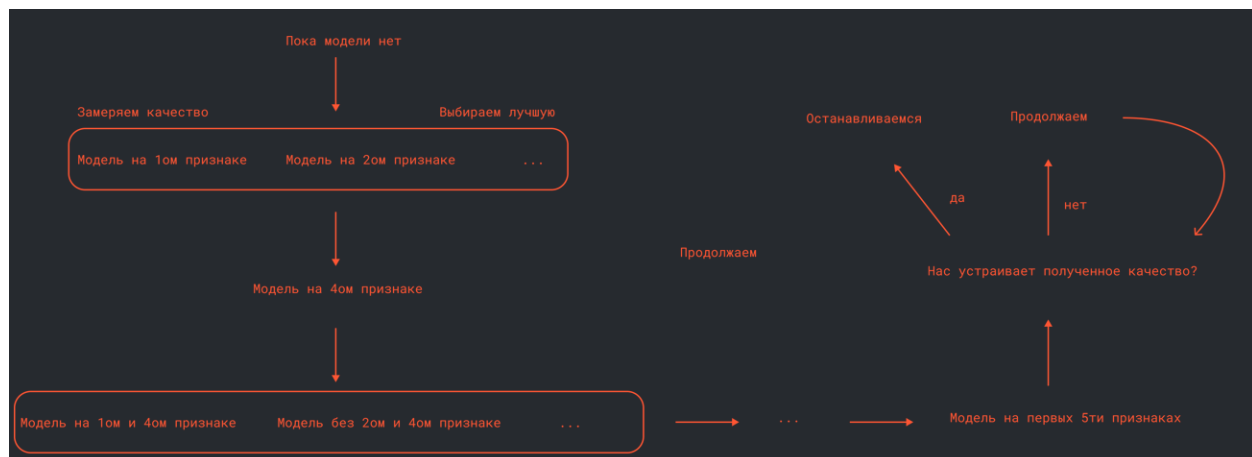 Пока модели нет
Замеряем качество
Выбираем лучшую
Модель на 1ом признаке
Модель на 2ом признаке
...
Модель на 4ом признаке
Модель на 1ом и 4ом признаке
Модель без 2ом и 4ом признаке
...
Продолжаем
...
Модель на первых 5ти признаках
Нас устраивает полученное качество?
да
нет
Останавливаемся
Продолжаем